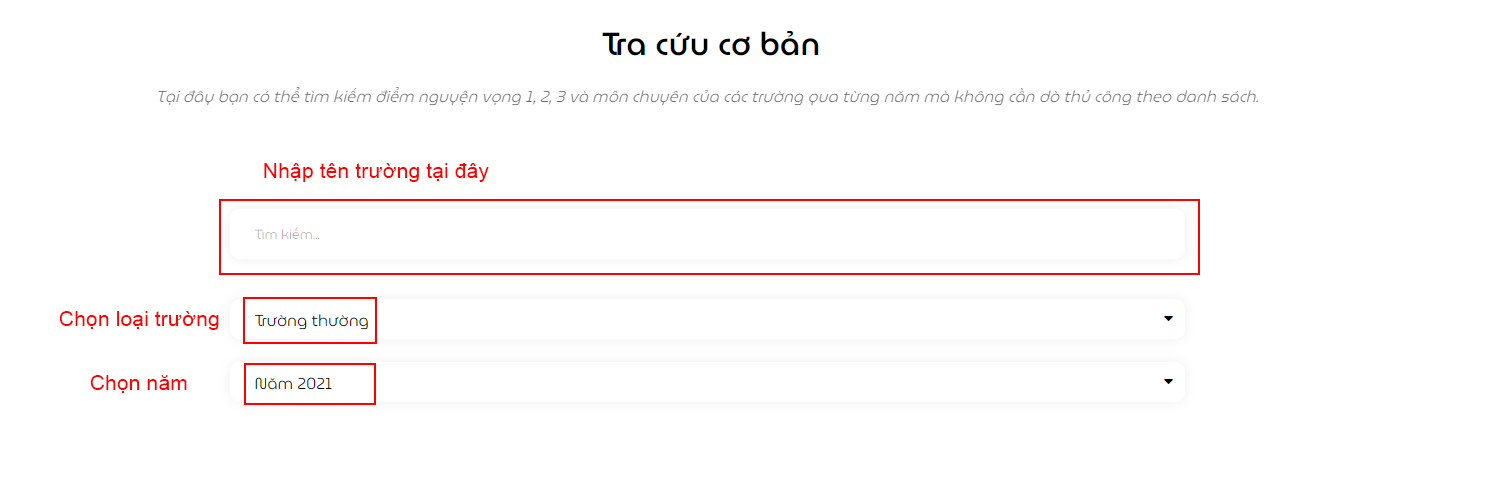 Tra cứu cơ bản
Tại đây bạn có thể tìm kiếm điểm nguyện vọng 1, 2, 3 và môn chuyên của các trường qua từng năm mà không cần dò thủ công theo danh sách.
Nhập tên trường tại đây
Tìm kiếm...
Chọn loại trường
Trường thường
Chọn năm
Năm 2021